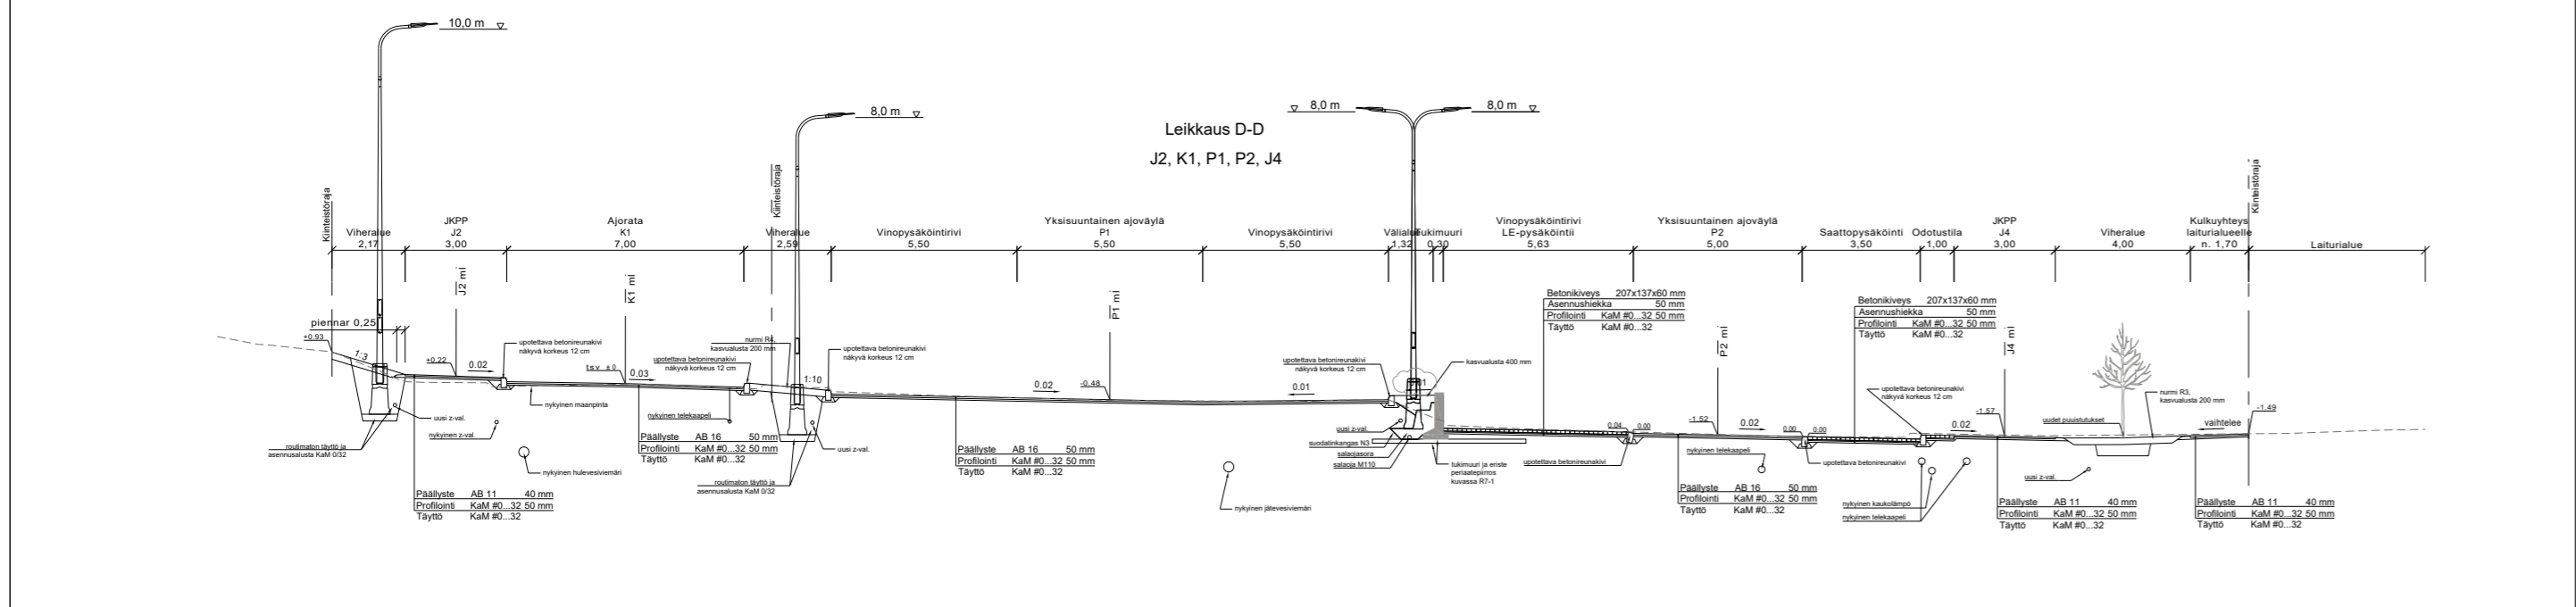 10,0 m
8,0 m
8,0 m
8,0 m
Leikkaus D-D
J2, K1, P1, P2, J4
Kiinteistöraja
Kiinteistöraja
Kiinteistöraja
Viheralue
2,17
JKPP
J2
3,00
Ajorata
K1
7,00
Viheralue
2,59
Vinopysäköintirivi
5,50
Yksisuuntainen ajoväylä
P1
5,50
Vinopysäköintirivi
5,50
Välialue
1,32
Tukimuuri
0,30
Vinopysäköintirivi
LE-pysäköintii
5,63
Yksisuuntainen ajoväylä
P2
5,00
Saattopysäköinti
3,50
Odotustila
1,00
JKPP
J4
3,00
Viheralue
4,00
Kulkuyhteys
laiturialueelle
n. 1,70
Laiturialue
J2 ml
K1 ml
P1 ml
P2 ml
J4 ml
piennar 0,25
+0.93
1:3
+0.22
0.02
upotettava betonireunakivi
näkyvä korkeus 12 cm
tsv ±0
0.03
upotettava betonireunakivi
näkyvä korkeus 12 cm
nurmi R4,
kasvualusta 200 mm
1:10
upotettava betonireunakivi
näkyvä korkeus 12 cm
0.02
-0.48
0.01
upotettava betonireunakivi
näkyvä korkeus 12 cm
kasvualusta 400 mm
Betonikiveys 207x137x60 mm
Asennushiekka 50 mm
Profilointi KaM #0...32 50 mm
Täyttö KaM #0...32
Betonikiveys 207x137x60 mm
Asennushiekka 50 mm
Profilointi KaM #0...32 50 mm
Täyttö KaM #0...32
uusi z-val.
nykyinen z-val.
nykyinen maanpinta
nykyinen telekaapeli
routimaton täyttö ja
asennusalusta KaM 0/32
nykyinen hulevesiviemäri
Päällyste AB 11 40 mm
Profilointi KaM #0...32 50 mm
Täyttö KaM #0...32
Päällyste AB 16 50 mm
Profilointi KaM #0...32 50 mm
Täyttö KaM #0...32
uusi z-val.
routimaton täyttö ja
asennusalusta KaM 0/32
Päällyste AB 16 50 mm
Profilointi KaM #0...32 50 mm
Täyttö KaM #0...32
nykyinen jätevesiviemäri
uusi z-val.
suodatinkangas N3
salaojasora
salaoja M110
tukimuuri ja eriste
periaatepiirros
kuvassa R7-1
upotettava betonireunakivi
0.04
0.00
-1.52
0.02
0.00
0.00
nykyinen telekaapeli
Päällyste AB 16 50 mm
Profilointi KaM #0...32 50 mm
Täyttö KaM #0...32
upotettava betonireunakivi
upotettava betonireunakivi
näkyvä korkeus 12 cm
0.02
-1.57
nykyinen kaukolämpö
nykyinen telekaapeli
uudet puuistutukset
nurmi R3,
kasvualusta 200 mm
uusi z-val.
vaihtelee
-1.49
Päällyste AB 11 40 mm
Profilointi KaM #0...32 50 mm
Täyttö KaM #0...32
Päällyste AB 11 40 mm
Profilointi KaM #0...32 50 mm
Täyttö KaM #0...32